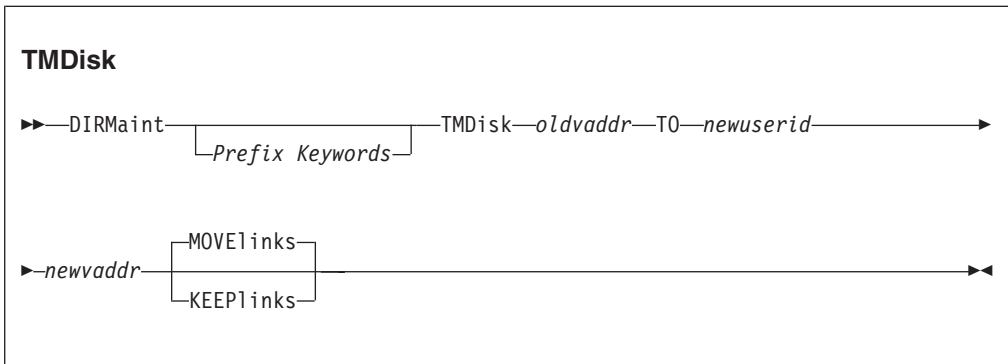 TMDisk
DIRMaint TMDisk oldvaddr TO newuserid
Prefix Keywords
MOVElinks
newvaddr
KEEPlinks